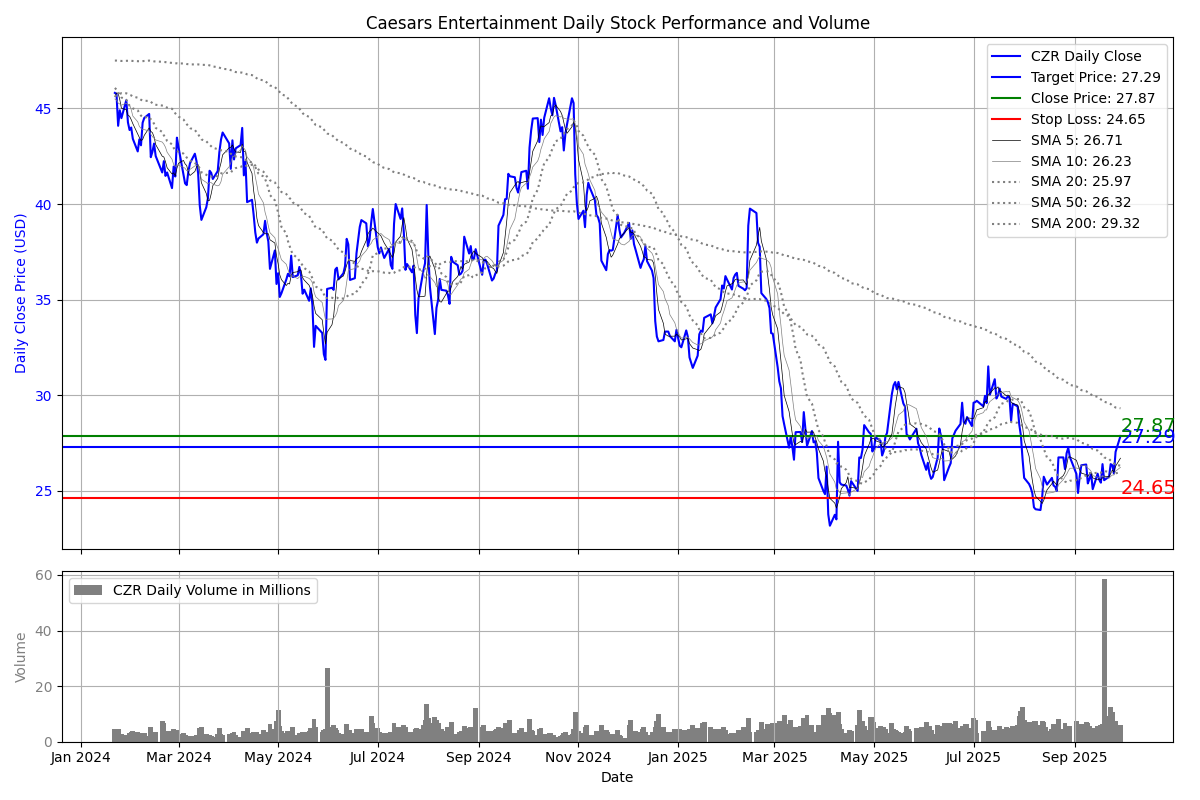 Caesars Entertainment Daily Stock Performance and Volume
Daily Close Price (USD)
45
40
35
30
25
CZR Daily Close
Target Price: 27.29
Close Price: 27.87
Stop Loss: 24.65
SMA 5: 26.71
SMA 10: 26.23
SMA 20: 25.97
SMA 50: 26.32
SMA 200: 29.32
27.87
27.29
24.65
Volume
60
40
20
0
CZR Daily Volume in Millions
Jan 2024 Mar 2024 May 2024 Jul 2024 Sep 2024 Nov 2024 Jan 2025 Mar 2025 May 2025 Jul 2025 Sep 2025
Date